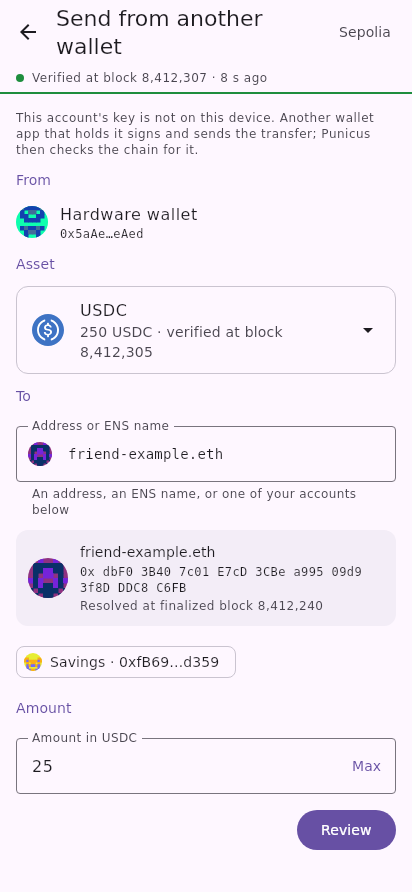 Send from another
wallet
Sepolia
Verified at block 8,412,307 · 8 s ago
This account's key is not on this device. Another wallet
app that holds it signs and sends the transfer; Punicus
then checks the chain for it.
From
Hardware wallet
0x5aAe…eAed
Asset
USDC
250 USDC · verified at block
8,412,305
To
Address or ENS name
friend-example.eth
An address, an ENS name, or one of your accounts
below
friend-example.eth
0x dbF0 3B40 7c01 E7cD 3CBe a995 09d9
3f8D DDC8 C6FB
Resolved at finalized block 8,412,240
Savings · 0xfB69…d359
Amount
Amount in USDC
25
Max
Review